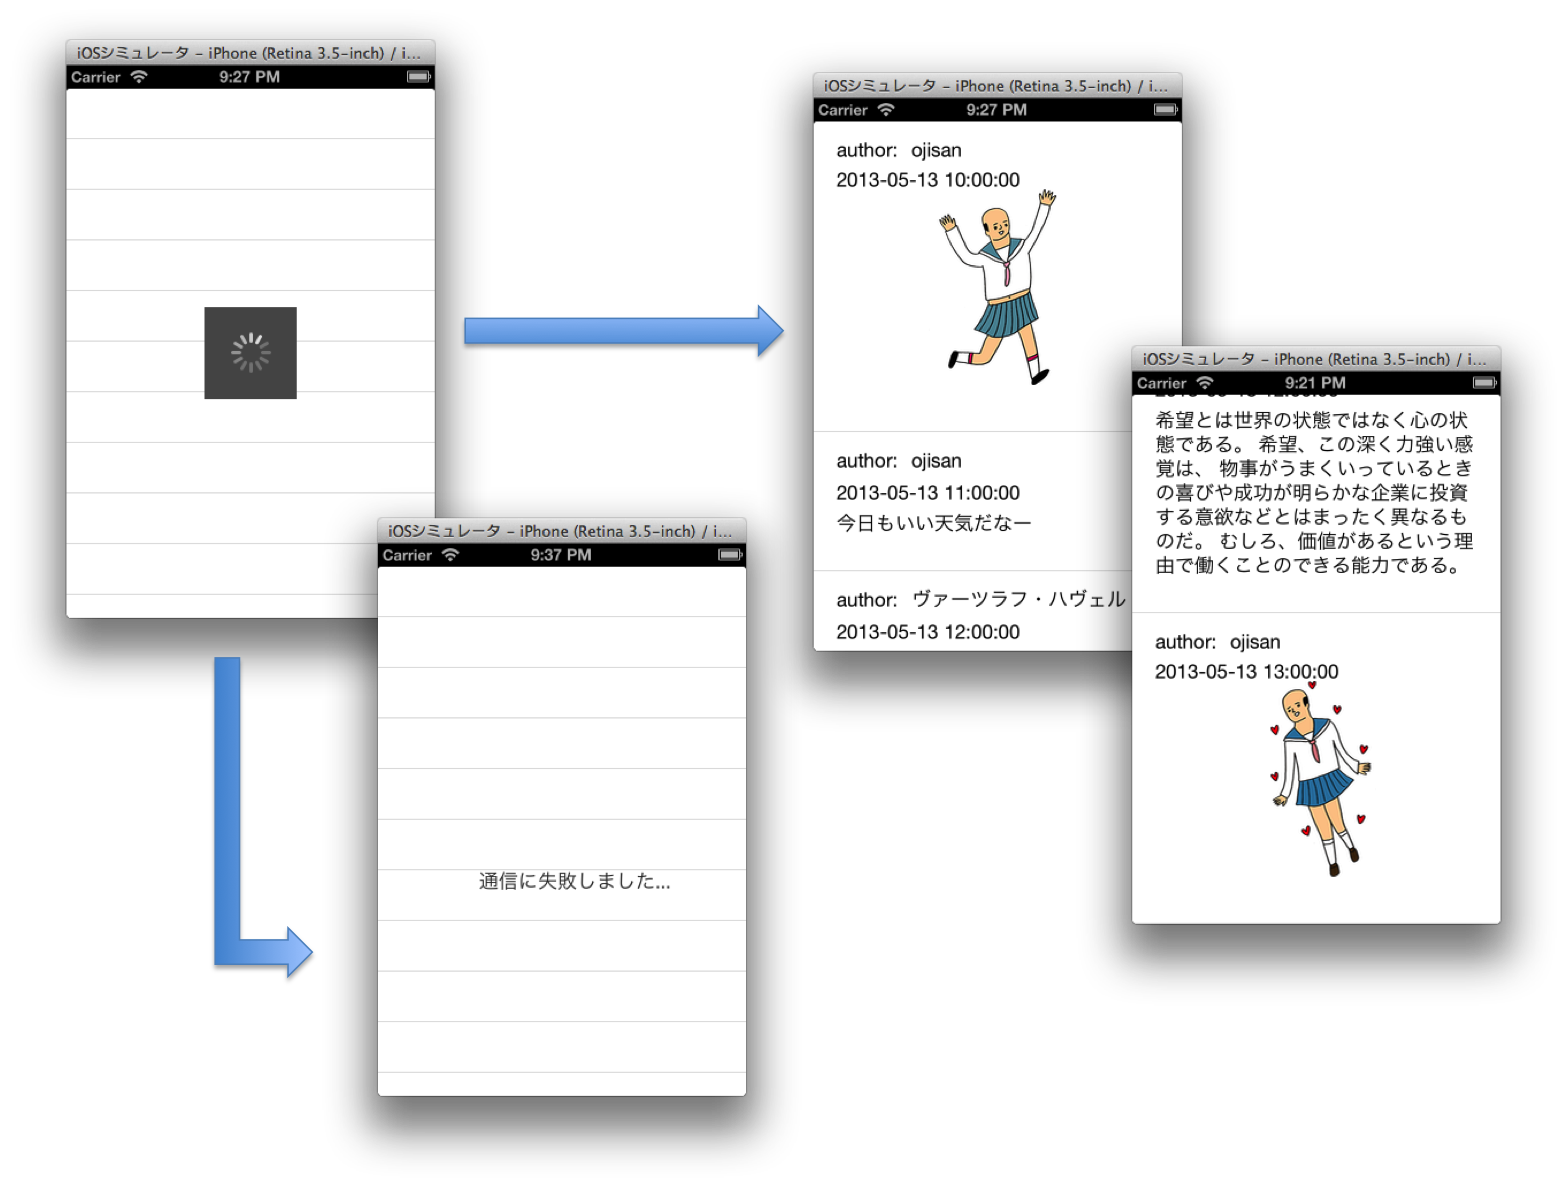 iOSシミュレータ – iPhone (Retina 3.5-inch) / i...
Carrier 9:27 PM
iOSシミュレータ – iPhone (Retina 3.5-inch) / i...
Carrier 9:37 PM
通信に失敗しました...
iOSシミュレータ – iPhone (Retina 3.5-inch) / i...
Carrier 9:27 PM
author: ojisan
2013-05-13 10:00:00
author: ojisan
2013-05-13 11:00:00
今日もいい天気だなー
author: ヴァーツラフ・ハヴェル
2013-05-13 12:00:00
iOSシミュレータ – iPhone (Retina 3.5-inch) / i...
Carrier 9:21 PM
希望とは世界の状態ではなく心の状
態である。 希望、この深く力強い感
覚は、 物事がうまくいっているとき
の喜びや成功が明らかな企業に投資
する意欲などとはまったく異なるも
のだ。 むしろ、価値があるという理
由で働くことのできる能力である。
author: ojisan
2013-05-13 13:00:00